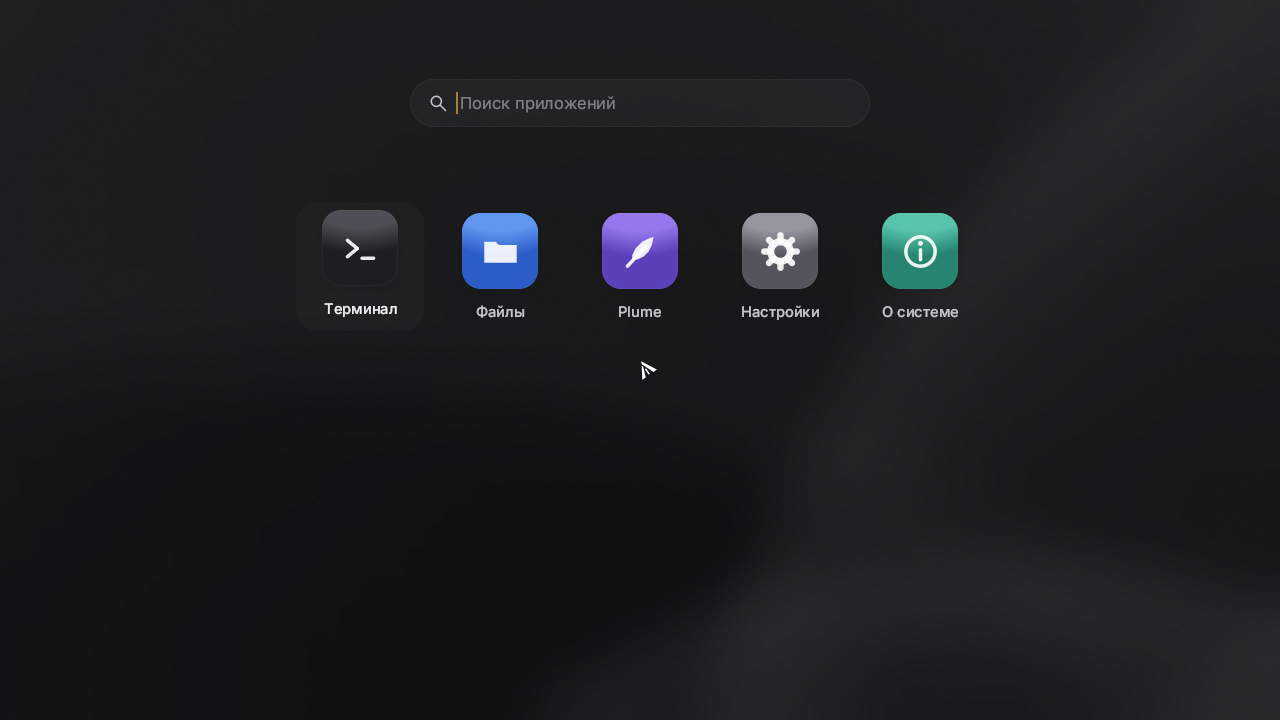 Поиск приложений
Терминал
Файлы
Plume
Настройки
О системе